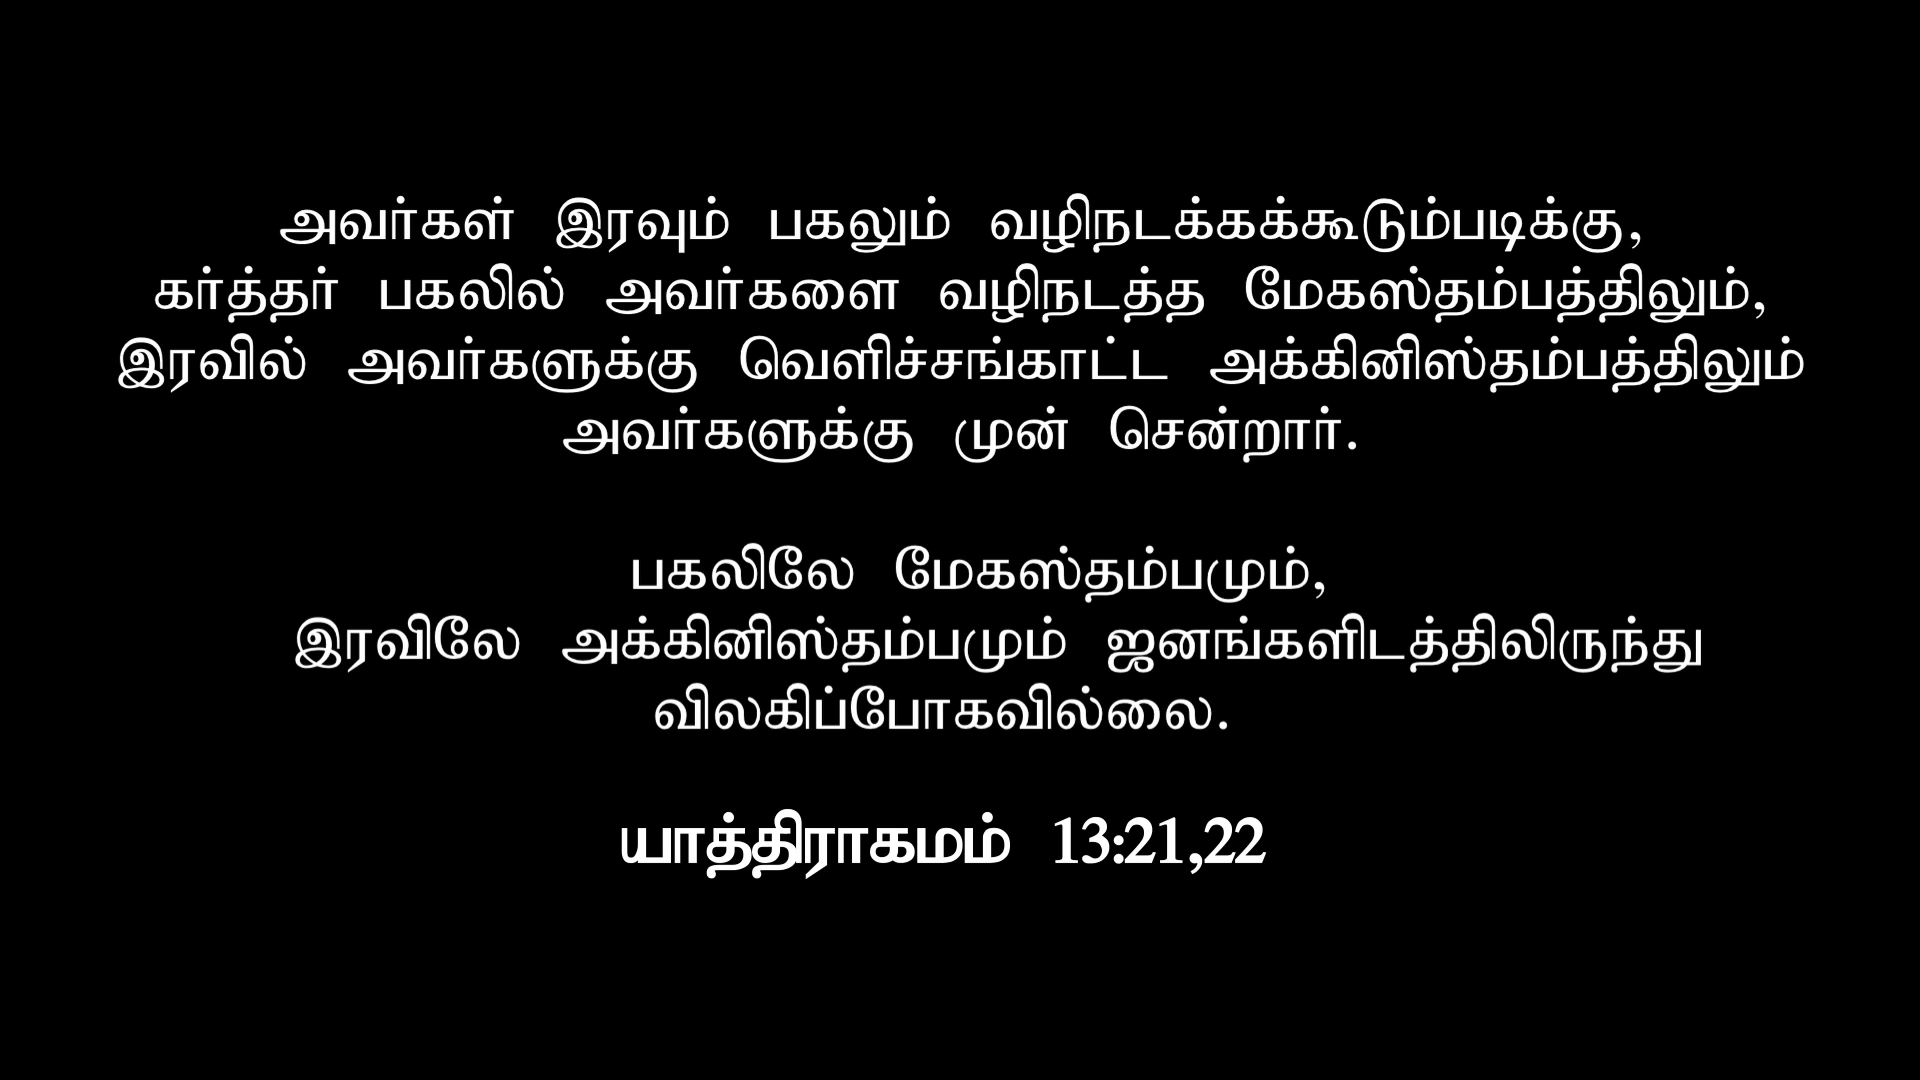 அவர்கள் இரவும் பகலும் வழிநடக்கக்கூடும்படிக்கு,
கர்த்தர் பகலில் அவர்களை வழிநடத்த மேகஸ்தம்பத்திலும்,
இரவில் அவர்களுக்கு வெளிச்சங்காட்ட அக்கினிஸ்தம்பத்திலும்
அவர்களுக்கு முன் சென்றார்.
பகலிலே மேகஸ்தம்பமும்,
இரவிலே அக்கினிஸ்தம்பமும் ஜனங்களிடத்திலிருந்து
விலகிப்போகவில்லை.
யாத்திராகமம் 13:21,22